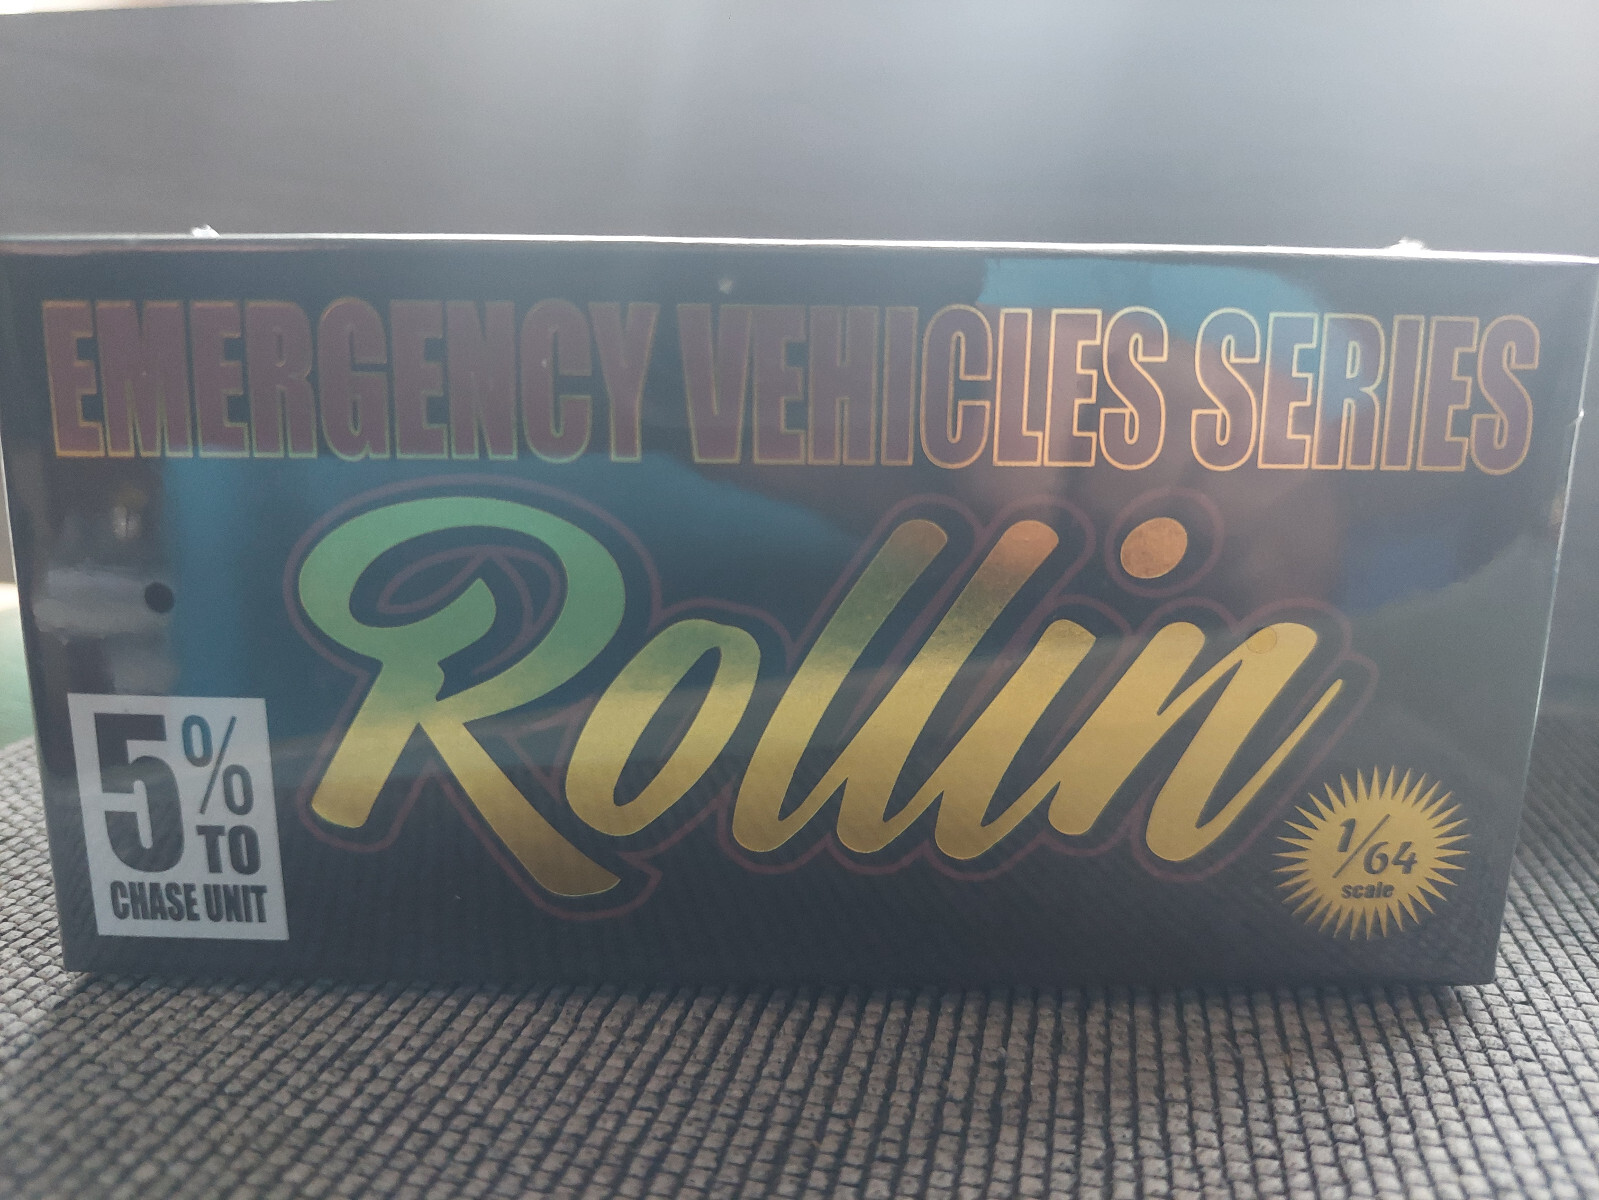 EMERGENCY VEHICLES SERIES
Rollin
5%
TO
CHASE UNIT
1/64
scale